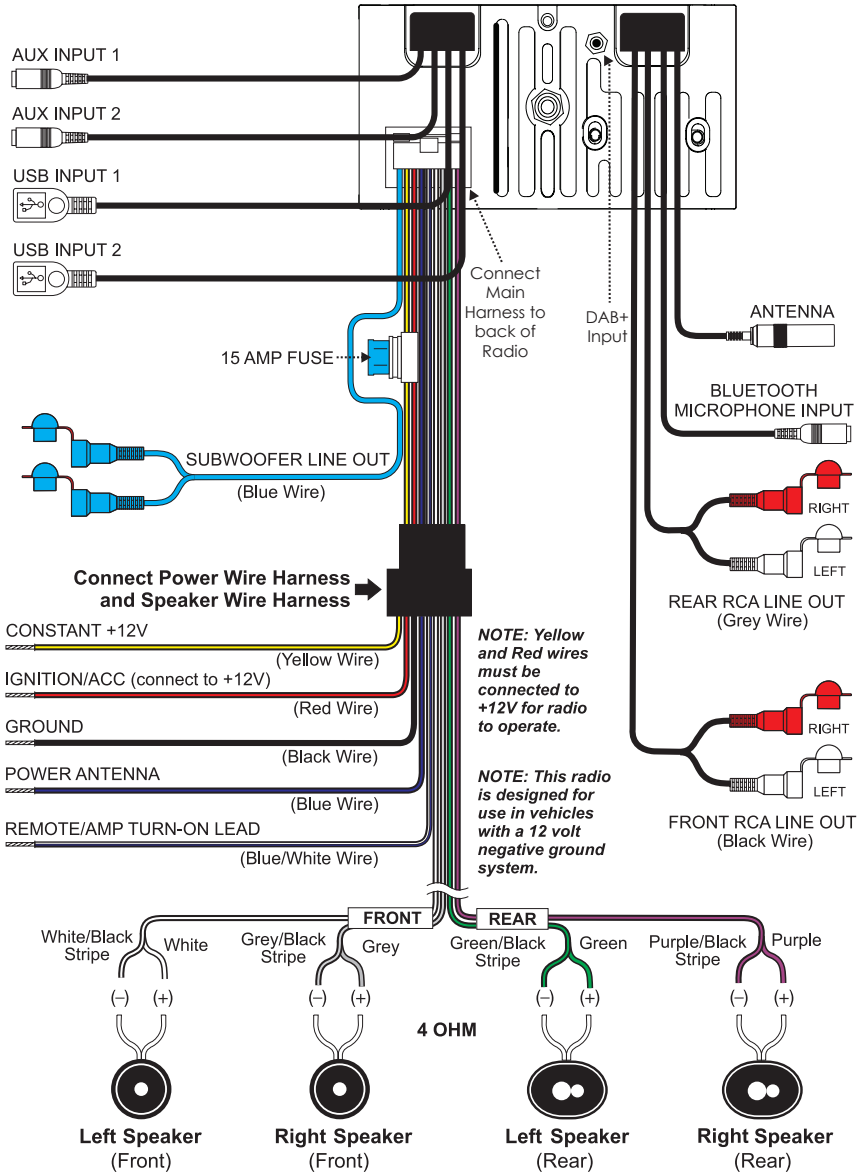 AUX INPUT 1
AUX INPUT 2
USB INPUT 1
USB INPUT 2
Connect
Main
Harness to
back of
Radio
DAB+
Input
ANTENNA
15 AMP FUSE
BLUETOOTH
MICROPHONE INPUT
SUBWOOFER LINE OUT
(Blue Wire)
RIGHT
LEFT
REAR RCA LINE OUT
(Grey Wire)
Connect Power Wire Harness
and Speaker Wire Harness
CONSTANT +12V
(Yellow Wire)
IGNITION/ACC (connect to +12V)
(Red Wire)
GROUND
(Black Wire)
POWER ANTENNA
(Blue Wire)
REMOTE/AMP TURN-ON LEAD
(Blue/White Wire)
NOTE: Yellow
and Red wires
must be
connected to
+12V for radio
to operate.
NOTE: This radio
is designed for
use in vehicles
with a 12 volt
negative ground
system.
RIGHT
LEFT
FRONT RCA LINE OUT
(Black Wire)
FRONT
REAR
White/Black
Stripe
White
Grey/Black
Stripe
Grey
Green/Black
Stripe
Green
Purple/Black
Stripe
Purple
(–) (+)
(–) (+)
(–) (+)
(–) (+)
4 OHM
Left Speaker
(Front)
Right Speaker
(Front)
Left Speaker
(Rear)
Right Speaker
(Rear)